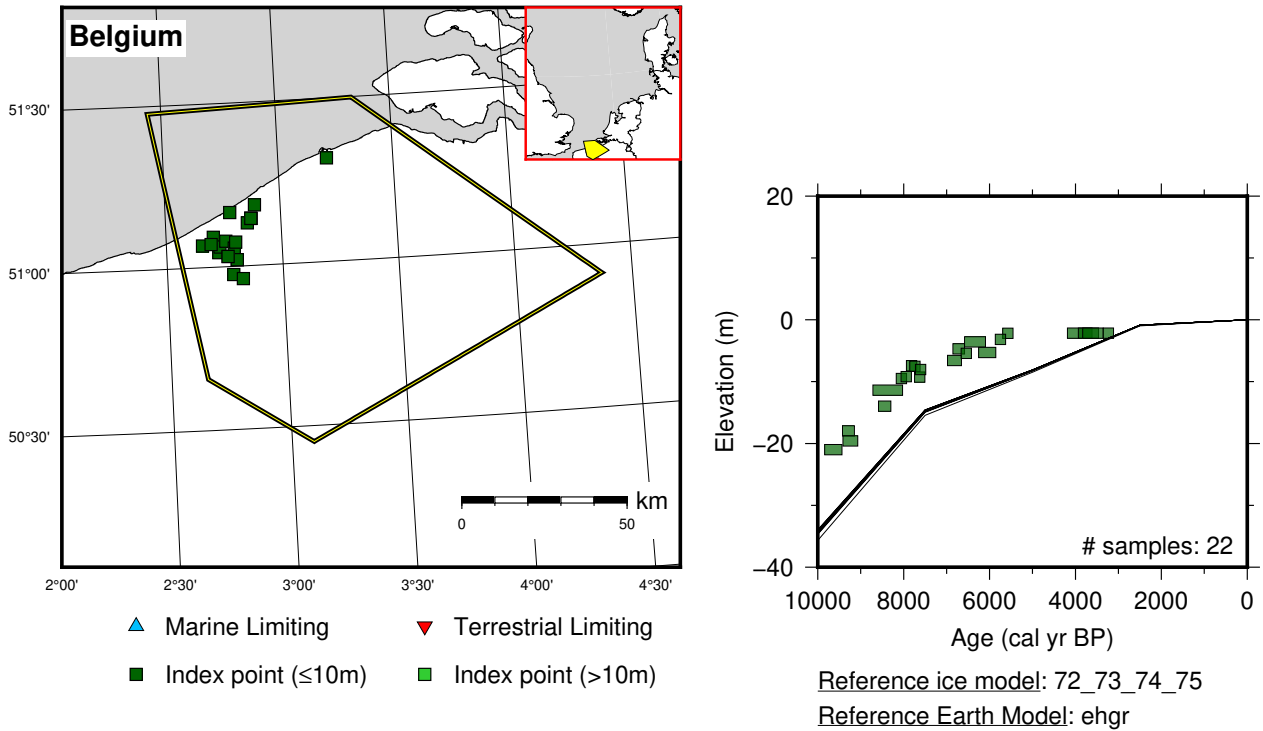 Belgium
51°30'
51°00'
50°30'
2°00'
2°30'
3°00'
3°30'
4°00'
4°30'
km
0
50
Marine Limiting
Terrestrial Limiting
Index point (≤10m)
Index point (>10m)
20
0
−20
−40
Elevation (m)
# samples: 22
10000
8000
6000
4000
2000
0
Age (cal yr BP)
Reference ice model: 72_73_74_75
Reference Earth Model: ehgr